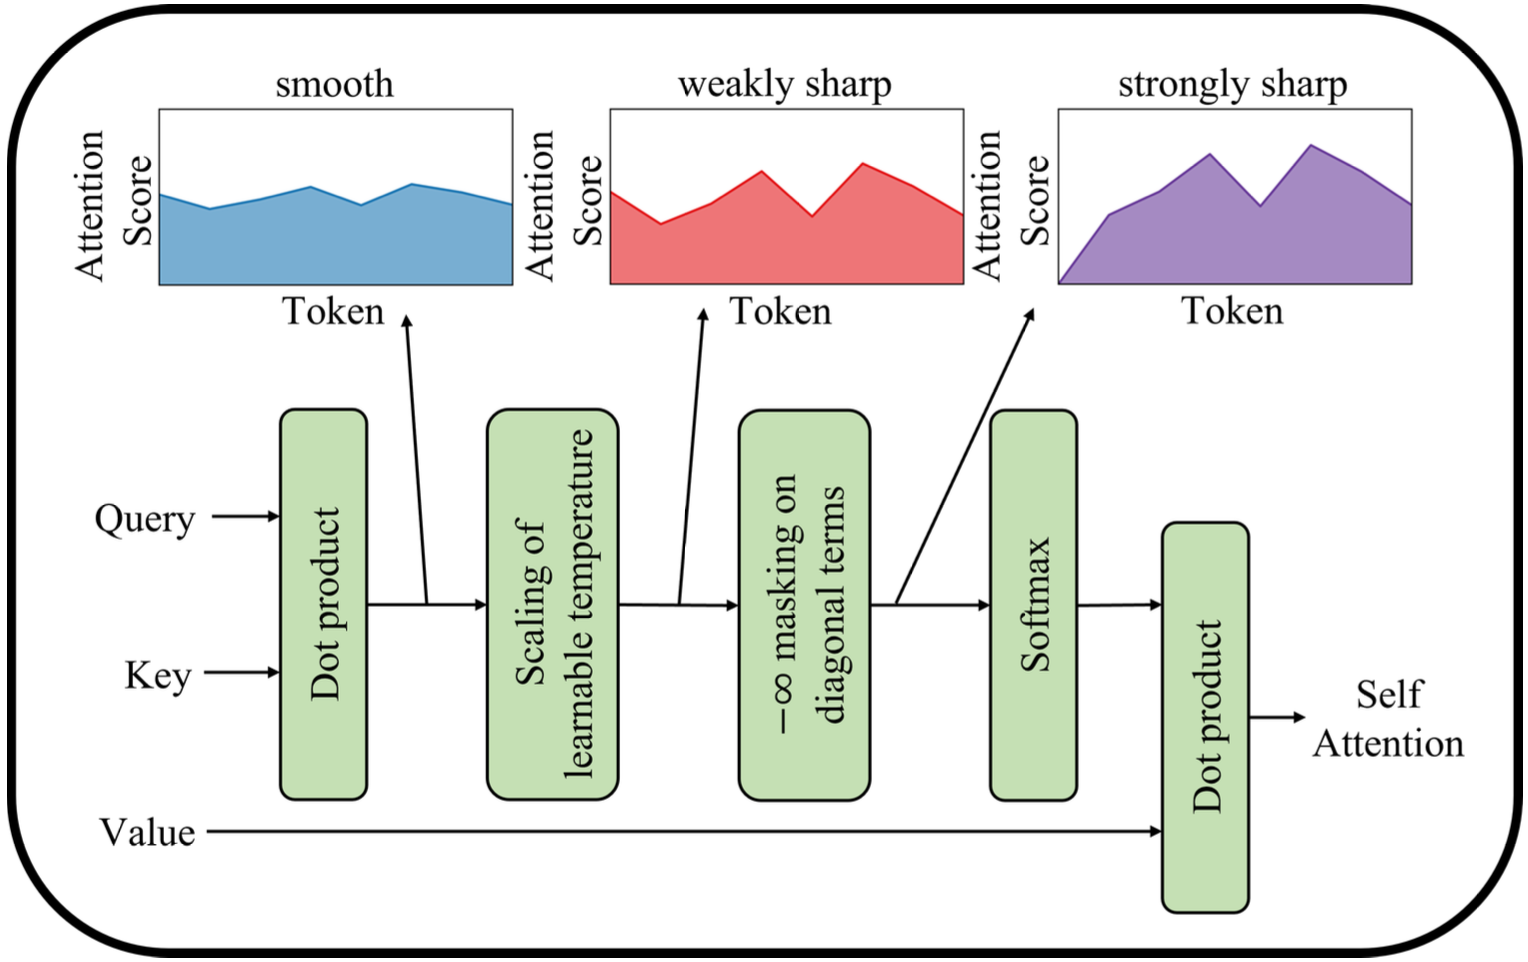 smooth
weakly sharp
strongly sharp
Attention
Score
Attention
Score
Attention
Score
Token
Token
Token
Query
Key
Value
Dot product
Scaling of
learnable temperature
−∞ masking on
diagonal terms
Softmax
Dot product
Self
Attention